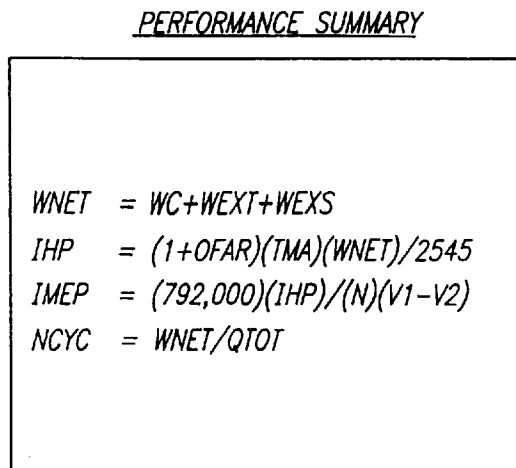 PERFORMANCE SUMMARY
WNET = WC+WEXT+WEXS
IHP = (1+OFAR)(TMA)(WNET)/2545
IMEP = (792,000)(IHP)/(N)(V1-V2)
NCYC = WNET/QTOT